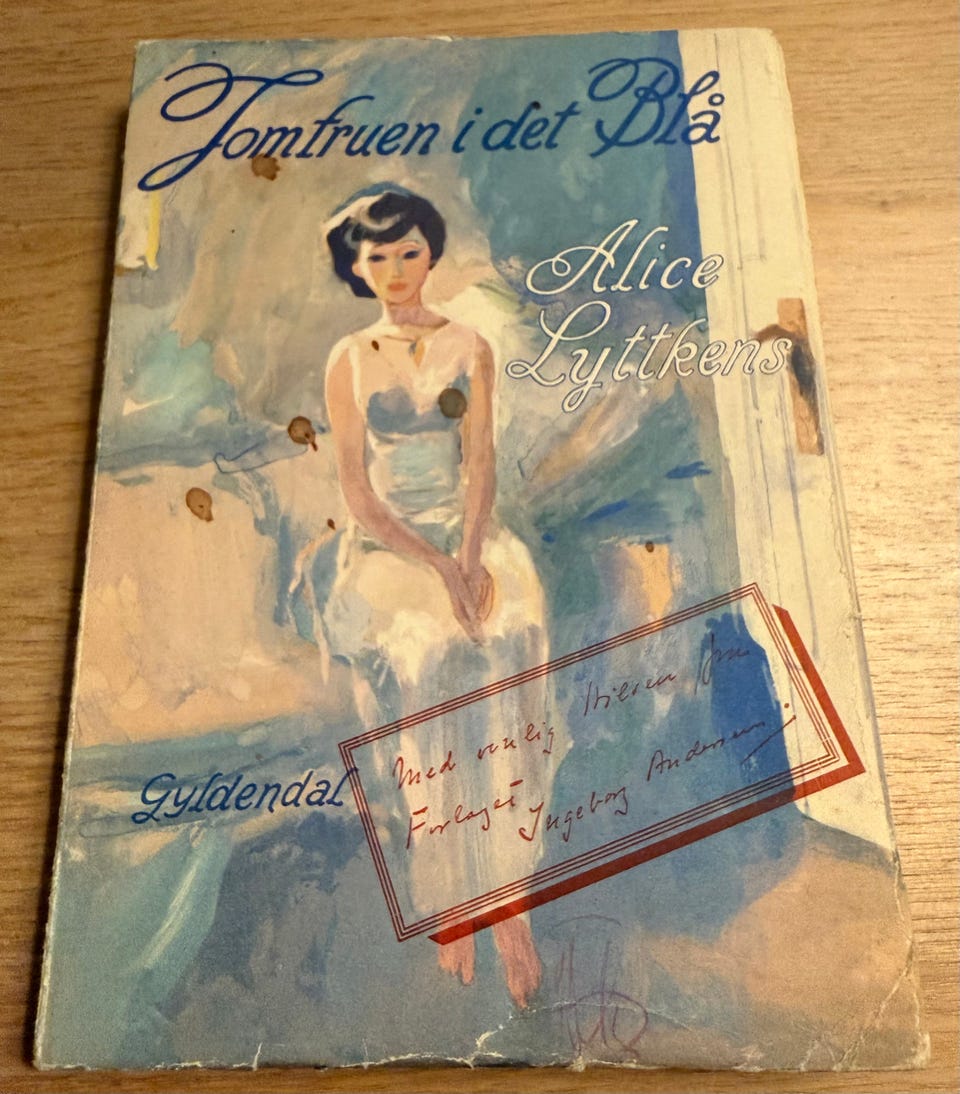 Jomfruen i det Blå
Alice
Lyttkens
Med venlig Hilsen fra
Forlaget
Ingeborg Andersen.
Gyldendal